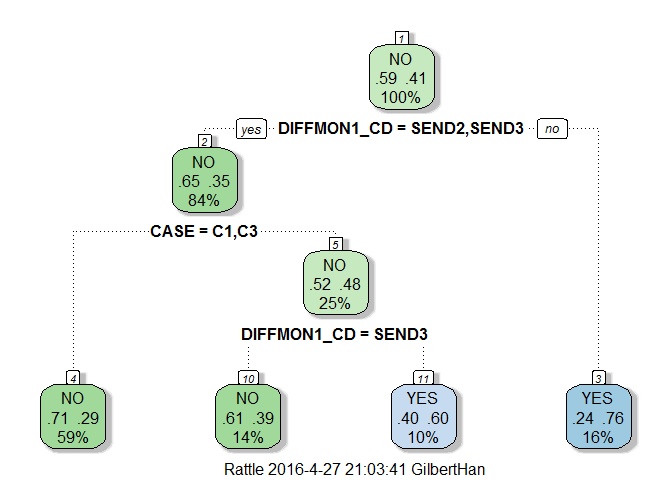 1
NO
.59 .41
100%
yes DIFFMON1_CD = SEND2,SEND3 no
2
NO
.65 .35
84%
CASE = C1,C3
5
NO
.52 .48
25%
DIFFMON1_CD = SEND3
4
NO
.71 .29
59%
10
NO
.61 .39
14%
11
YES
.40 .60
10%
3
YES
.24 .76
16%
Rattle 2016-4-27 21:03:41 GilbertHan